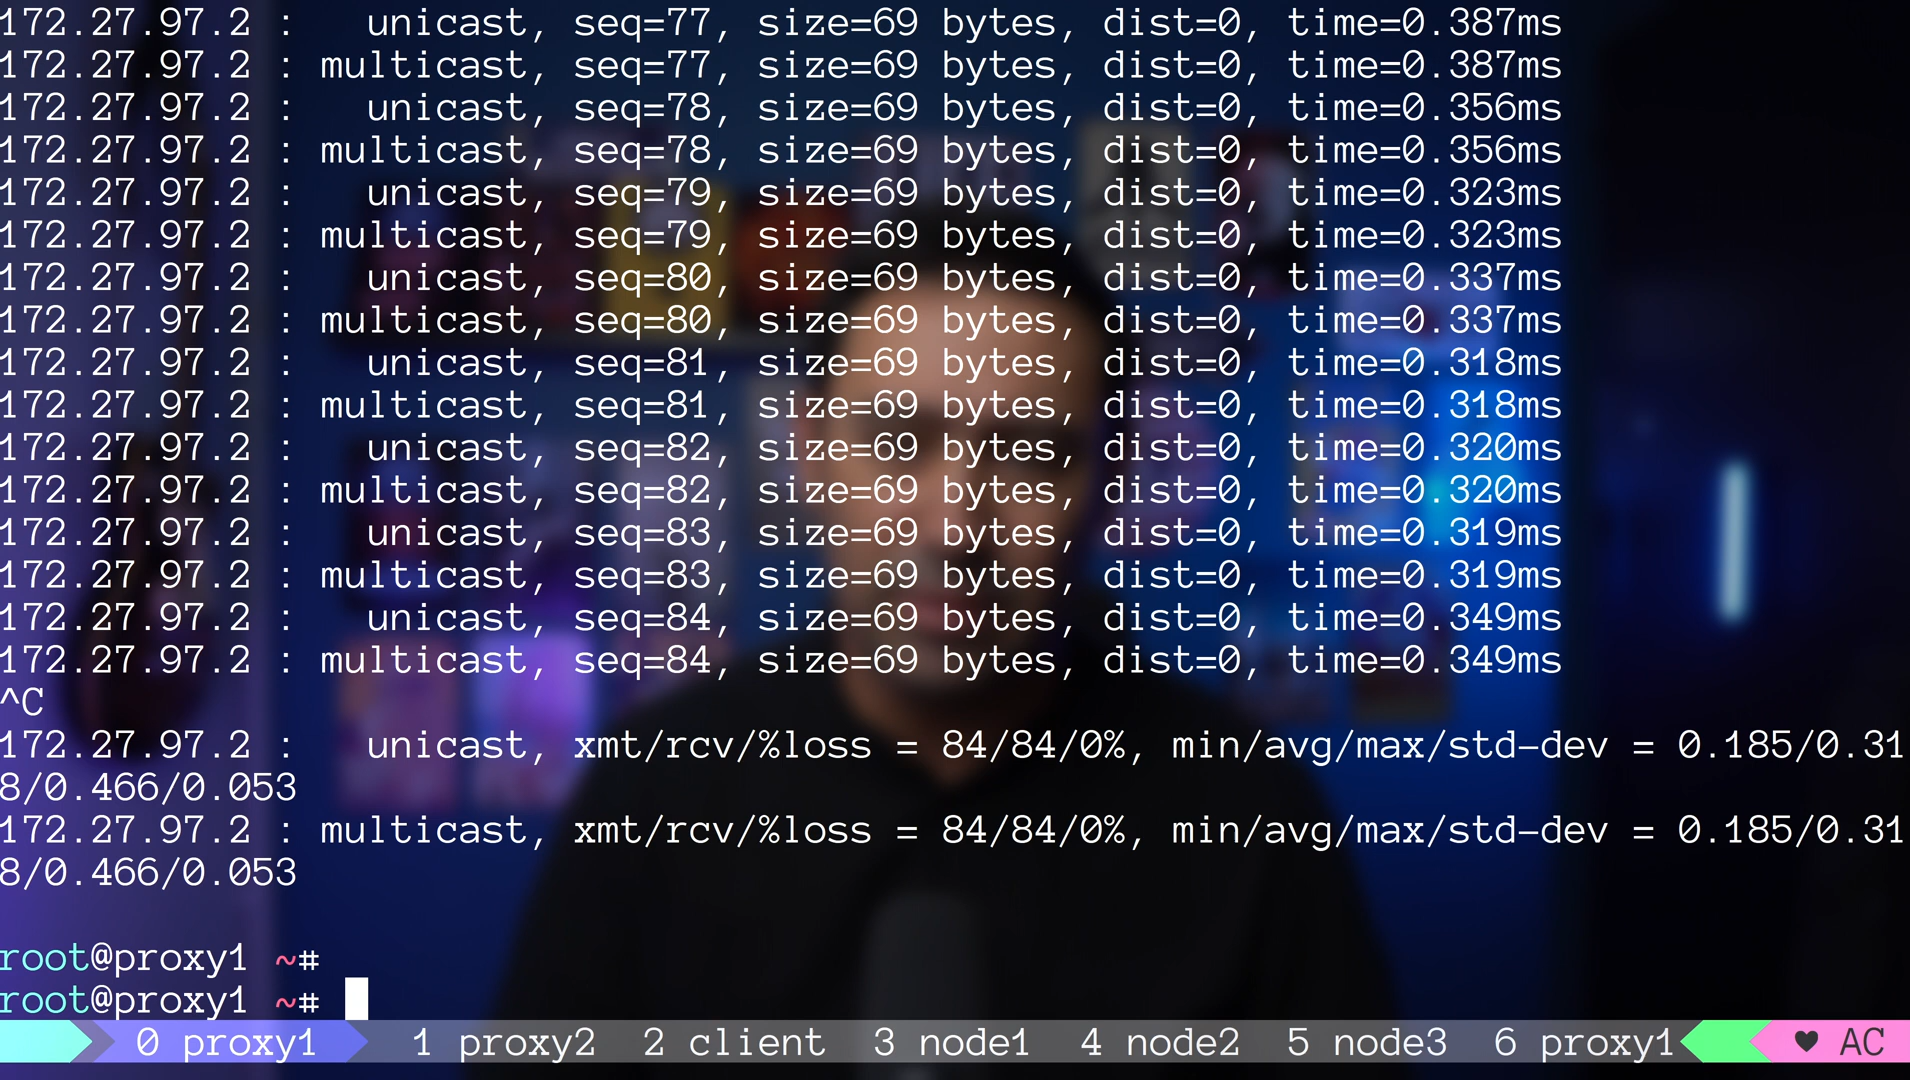 172.27.97.2 :   unicast, seq=77, size=69 bytes, dist=0, time=0.387ms
172.27.97.2 : multicast, seq=77, size=69 bytes, dist=0, time=0.387ms
172.27.97.2 :   unicast, seq=78, size=69 bytes, dist=0, time=0.356ms
172.27.97.2 : multicast, seq=78, size=69 bytes, dist=0, time=0.356ms
172.27.97.2 :   unicast, seq=79, size=69 bytes, dist=0, time=0.323ms
172.27.97.2 : multicast, seq=79, size=69 bytes, dist=0, time=0.323ms
172.27.97.2 :   unicast, seq=80, size=69 bytes, dist=0, time=0.337ms
172.27.97.2 : multicast, seq=80, size=69 bytes, dist=0, time=0.337ms
172.27.97.2 :   unicast, seq=81, size=69 bytes, dist=0, time=0.318ms
172.27.97.2 : multicast, seq=81, size=69 bytes, dist=0, time=0.318ms
172.27.97.2 :   unicast, seq=82, size=69 bytes, dist=0, time=0.320ms
172.27.97.2 : multicast, seq=82, size=69 bytes, dist=0, time=0.320ms
172.27.97.2 :   unicast, seq=83, size=69 bytes, dist=0, time=0.319ms
172.27.97.2 : multicast, seq=83, size=69 bytes, dist=0, time=0.319ms
172.27.97.2 :   unicast, seq=84, size=69 bytes, dist=0, time=0.349ms
172.27.97.2 : multicast, seq=84, size=69 bytes, dist=0, time=0.349ms
^C
172.27.97.2 :   unicast, xmt/rcv/%loss = 84/84/0%, min/avg/max/std-dev = 0.185/0.31
8/0.466/0.053
172.27.97.2 : multicast, xmt/rcv/%loss = 84/84/0%, min/avg/max/std-dev = 0.185/0.31
8/0.466/0.053
root@proxy1 ~#
root@proxy1 ~#
0 proxy1 1 proxy2 2 client 3 node1 4 node2 5 node3 6 proxy1 ♥ AC